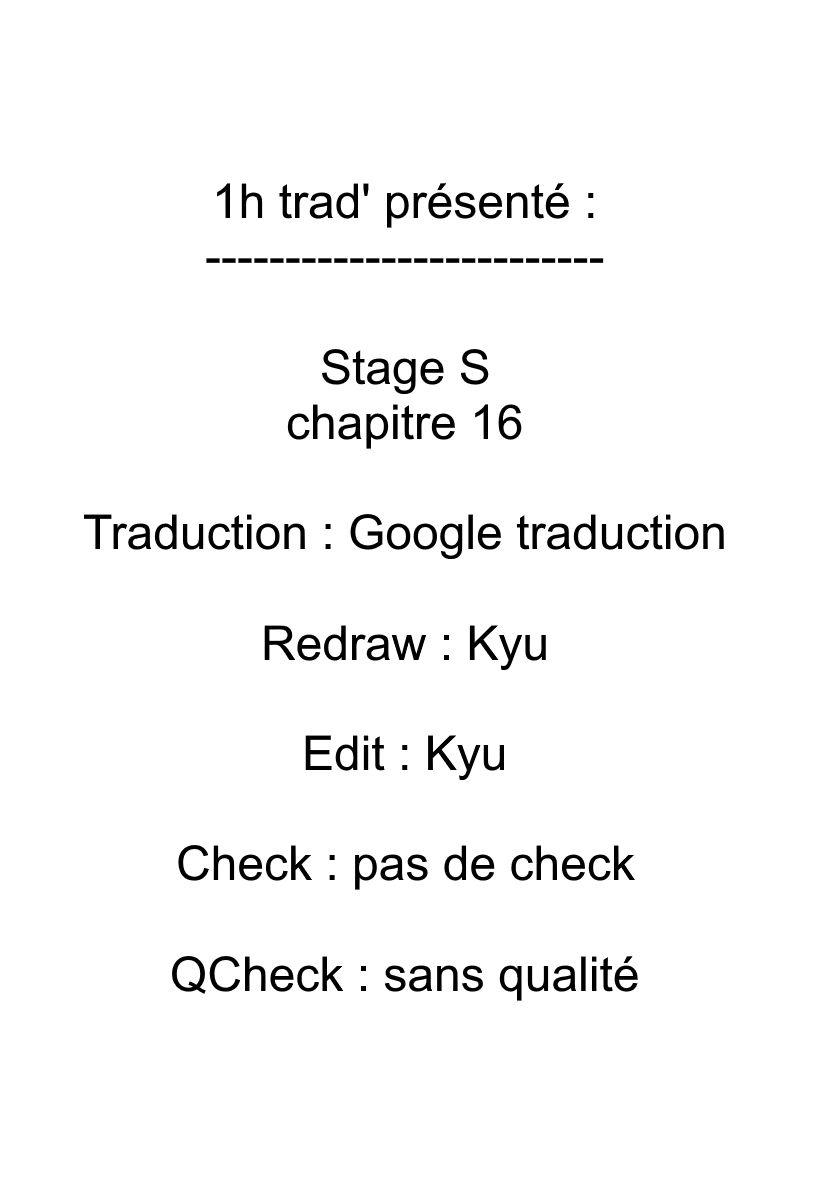 1h trad' présenté :
-------------------------
Stage S
chapitre 16
Traduction : Google traduction
Redraw : Kyu
Edit : Kyu
Check : pas de check
QCheck : sans qualité